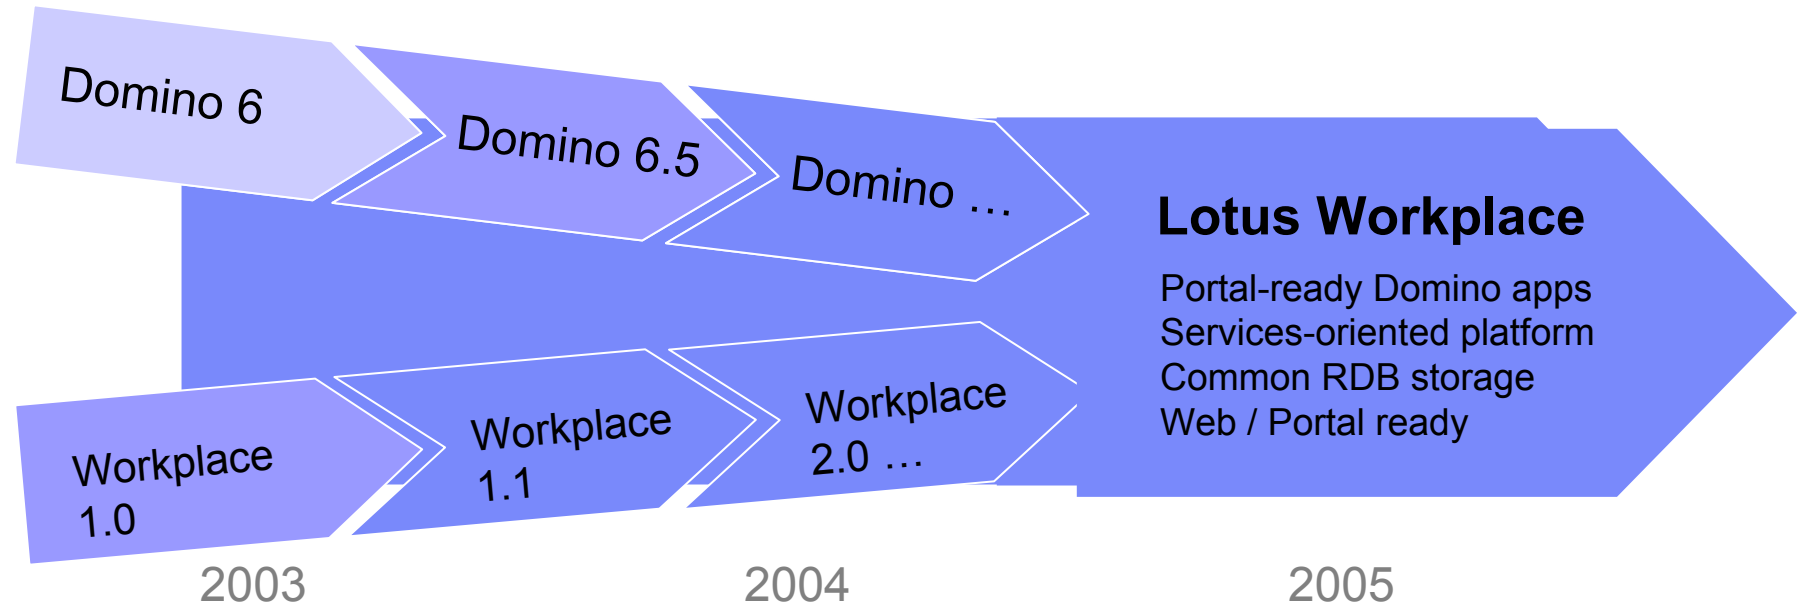 Domino 6
Domino 6.5
Domino …
Lotus Workplace
Portal-ready Domino apps
Services-oriented platform
Common RDB storage
Web / Portal ready
Workplace
1.0
Workplace
1.1
Workplace
2.0 …
2003
2004
2005